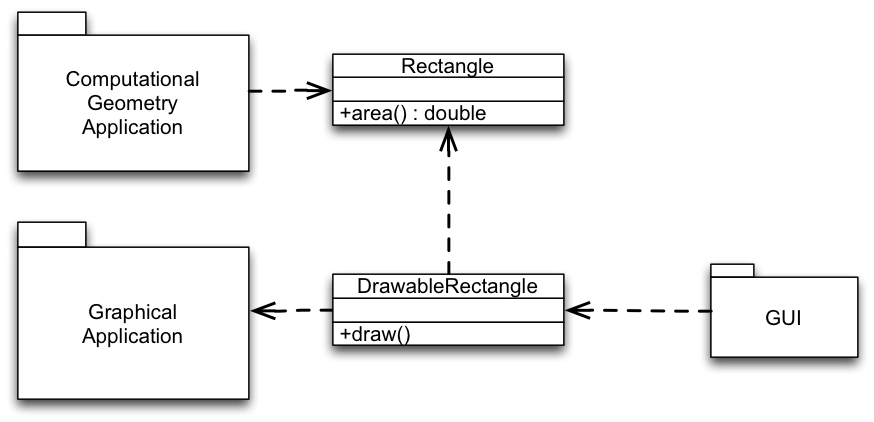 Computational
Geometry
Application
Rectangle
+area() : double
Graphical
Application
DrawableRectangle
+draw()
GUI